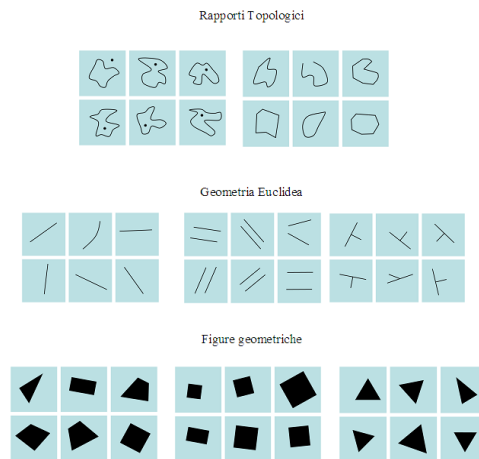 Rapporti Topologici
Geometria Euclidea
Figure geometriche